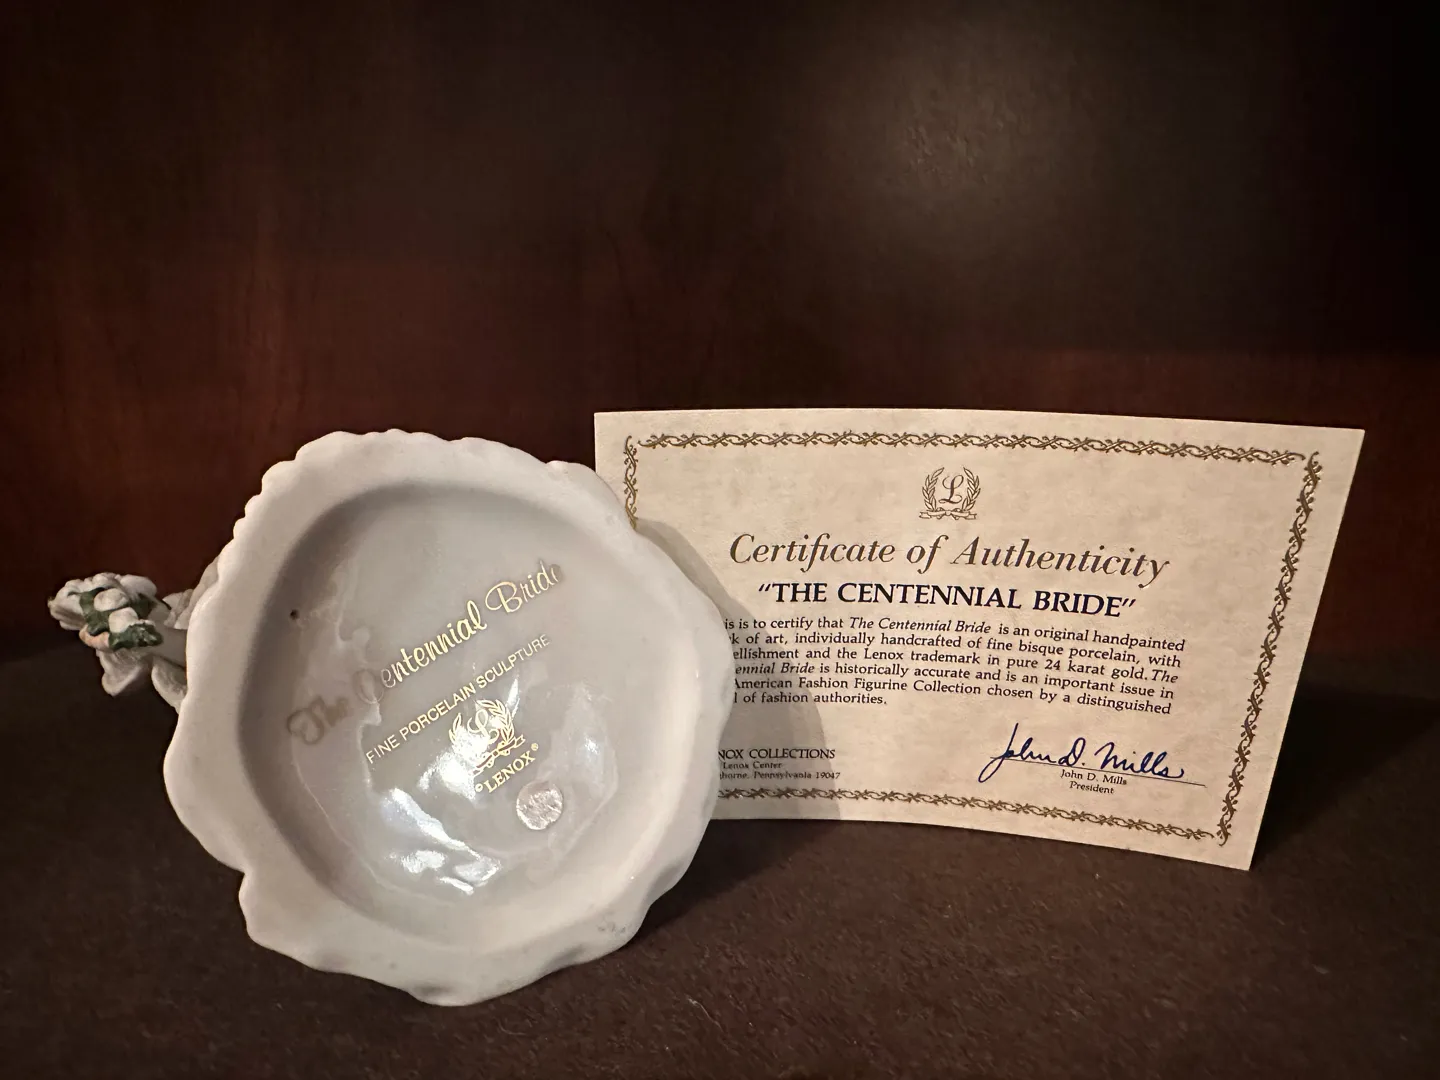 The Centennial Bride
FINE PORCELAIN SCULPTURE
L
LENOX®
L
Certificate of Authenticity
"THE CENTENNIAL BRIDE"
is is to certify that The Centennial Bride is an original handpainted
k of art, individually handcrafted of fine bisque porcelain, with
ellishment and the Lenox trademark in pure 24 karat gold. The
ennial Bride is historically accurate and is an important issue in
American Fashion Figurine Collection chosen by a distinguished
l of fashion authorities.
NOX COLLECTIONS
Lenox Center
horne, Pennsylvania 19047
John D. Mills
John D. Mills
President